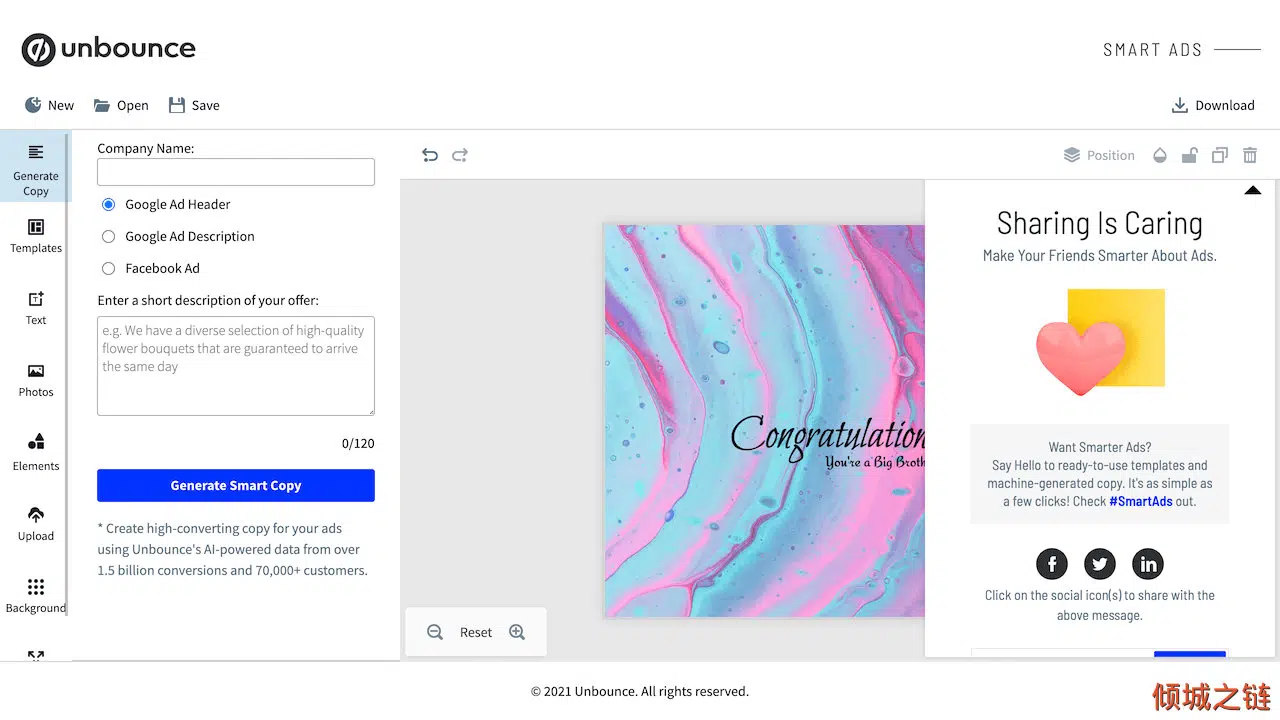 unbounce
SMART ADS
New
Open
Save
Download
Generate
Copy
Templates
Text
Photos
Elements
Upload
Background
Company Name:
Google Ad Header
Google Ad Description
Facebook Ad
Enter a short description of your offer:
e.g. We have a diverse selection of high-quality
flower bouquets that are guaranteed to arrive
the same day
0/120
Generate Smart Copy
* Create high-converting copy for your ads
using Unbounce's AI-powered data from over
1.5 billion conversions and 70,000+ customers.
Position
Congratulation
You're a Big Broth
Reset
Sharing Is Caring
Make Your Friends Smarter About Ads.
Want Smarter Ads?
Say Hello to ready-to-use templates and
machine-generated copy. It's as simple as
a few clicks! Check #SmartAds out.
Click on the social icon(s) to share with the
above message.
© 2021 Unbounce. All rights reserved.
倾城之链